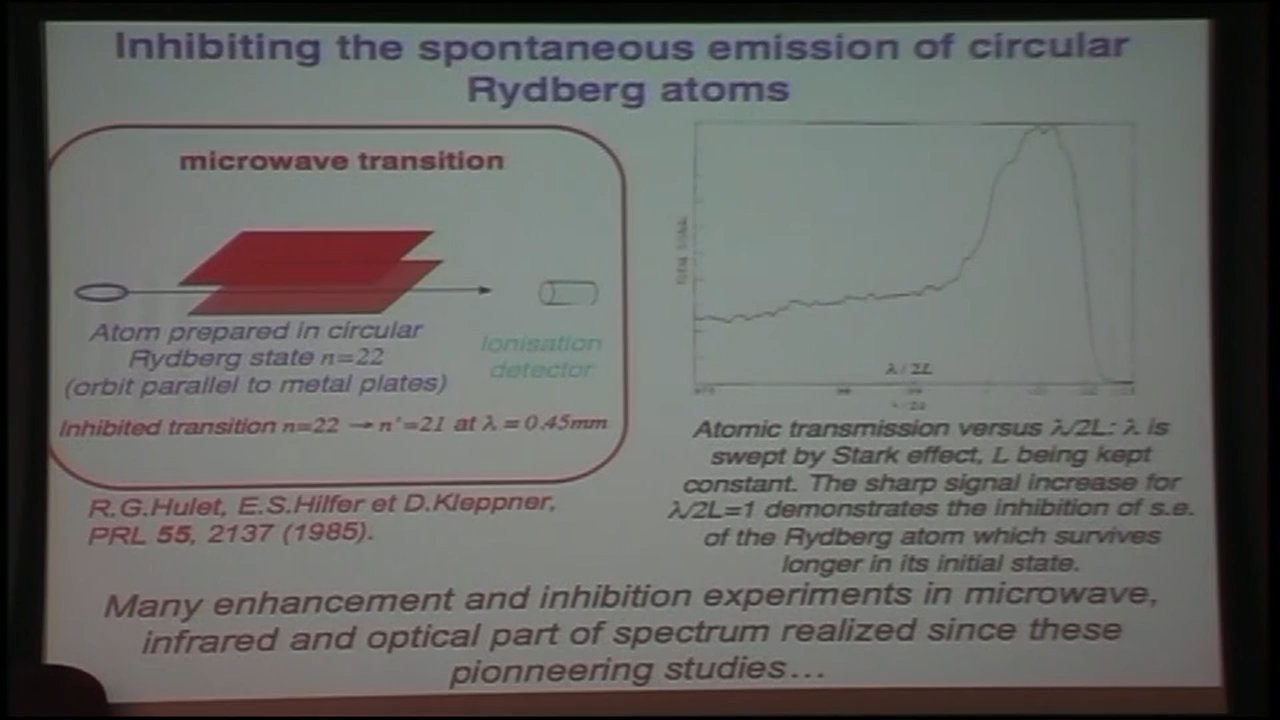 Inhibiting the spontaneous emission of circular
Rydberg atoms
microwave transition
Atom prepared in circular
Rydberg state n=22
(orbit parallel to metal plates)
Ionisation
detector
Inhibited transition n=22 → n'=21 at λ = 0.45mm
R.G.Hulet, E.S.Hilfer et D.Kleppner,
PRL 55, 2137 (1985).
λ / 2L
Atomic transmission versus λ/2L: λ is
swept by Stark effect, L being kept
constant. The sharp signal increase for
λ/2L=1 demonstrates the inhibition of s.e.
of the Rydberg atom which survives
longer in its initial state.
Many enhancement and inhibition experiments in microwave,
infrared and optical part of spectrum realized since these
pionneering studies...